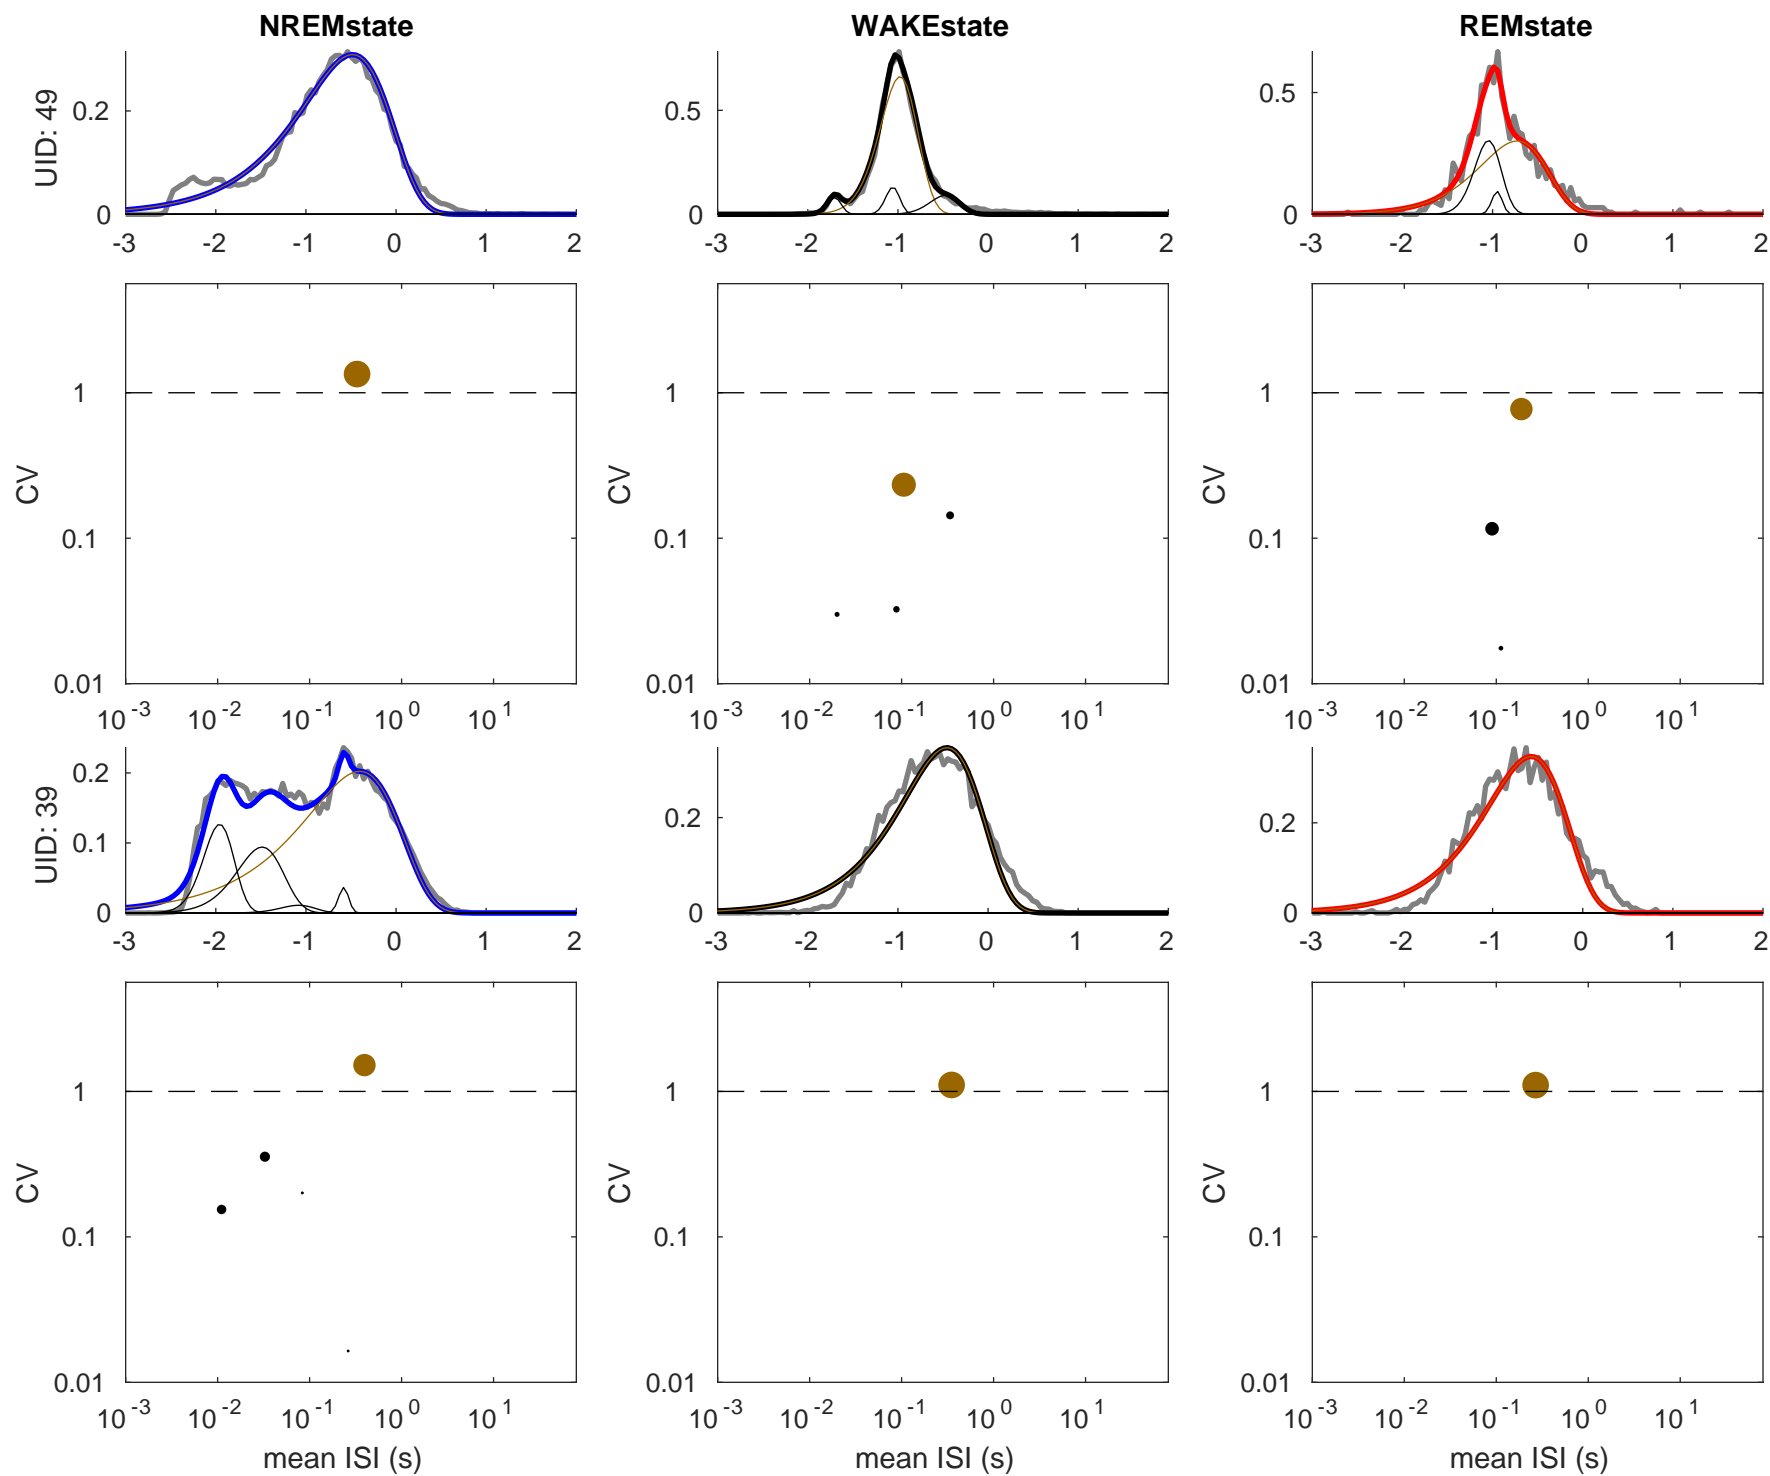 NREMstate WAKEstate REMstate
UID: 49
0.2 0.5 0.5
0 0 0
-3 -2 -1 0 1 2 -3 -2 -1 0 1 2 -3 -2 -1 0 1 2
CV CV CV
1 1 1
0.1 0.1 0.1
0.01 0.01 0.01
10^-3 10^-2 10^-1 10^0 10^1 10^-3 10^-2 10^-1 10^0 10^1 10^-3 10^-2 10^-1 10^0 10^1
UID: 39
0.2 0.2 0.2
0.1
0 0 0
-3 -2 -1 0 1 2 -3 -2 -1 0 1 2 -3 -2 -1 0 1 2
CV CV CV
1 1 1
0.1 0.1 0.1
0.01 0.01 0.01
10^-3 10^-2 10^-1 10^0 10^1 10^-3 10^-2 10^-1 10^0 10^1 10^-3 10^-2 10^-1 10^0 10^1
mean ISI (s) mean ISI (s) mean ISI (s)